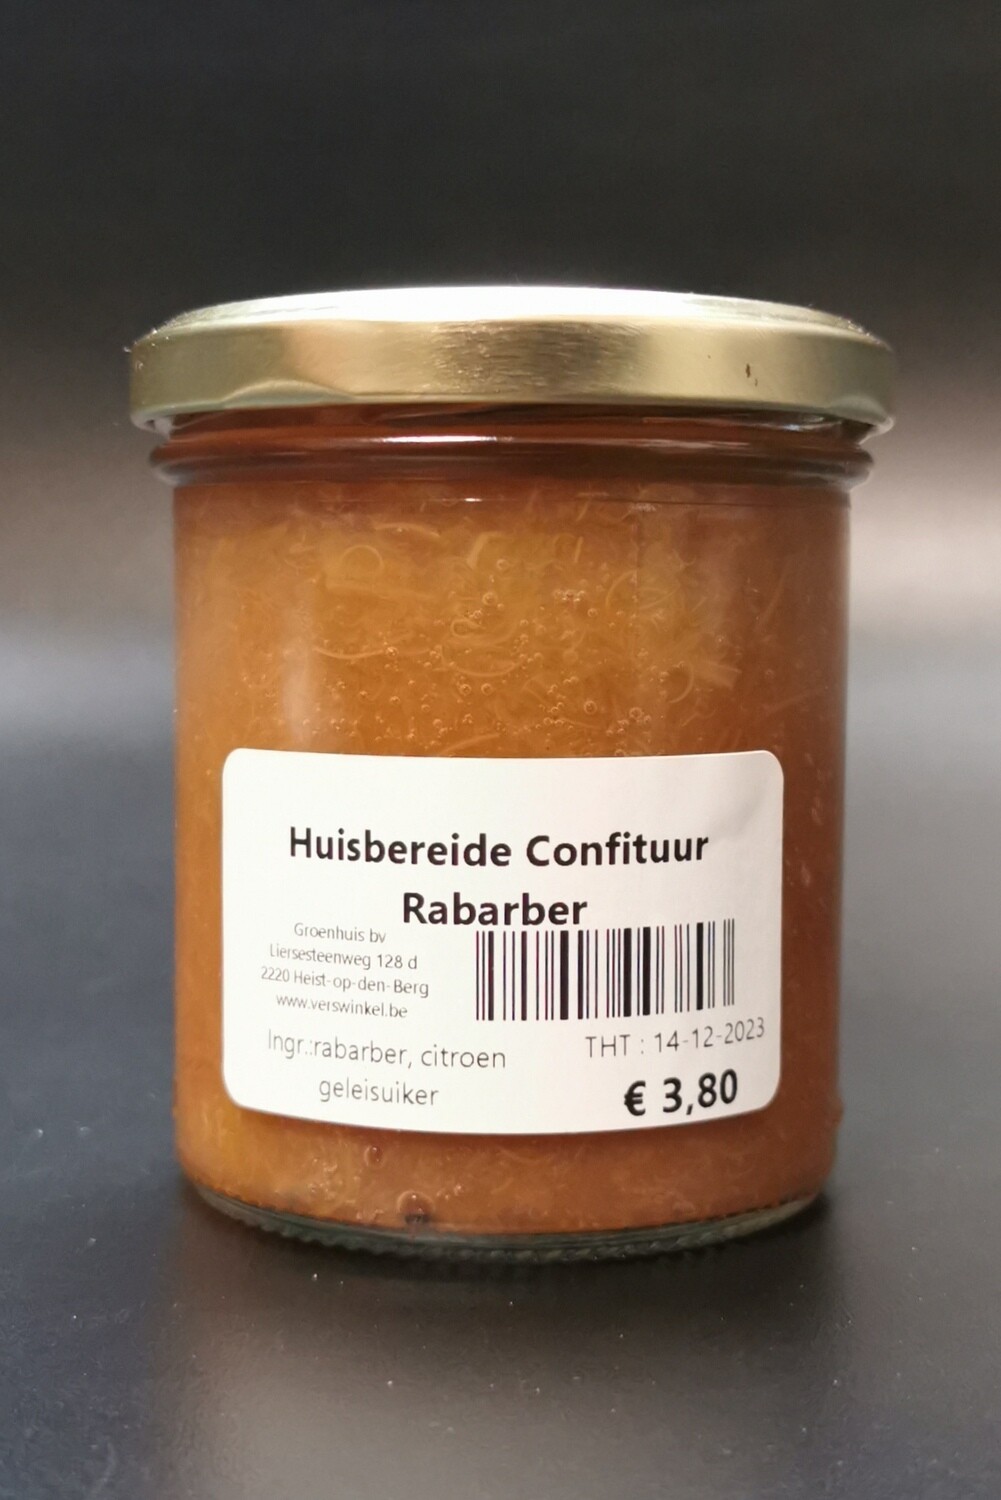 Huisbereide Confituur
Rabarber
Groenhuis bv
Liersesteenweg 128 d
2220 Heist-op-den-Berg
www.verswinkel.be
Ingr.:rabarber, citroen
geleisuiker
THT : 14-12-2023
€ 3,80